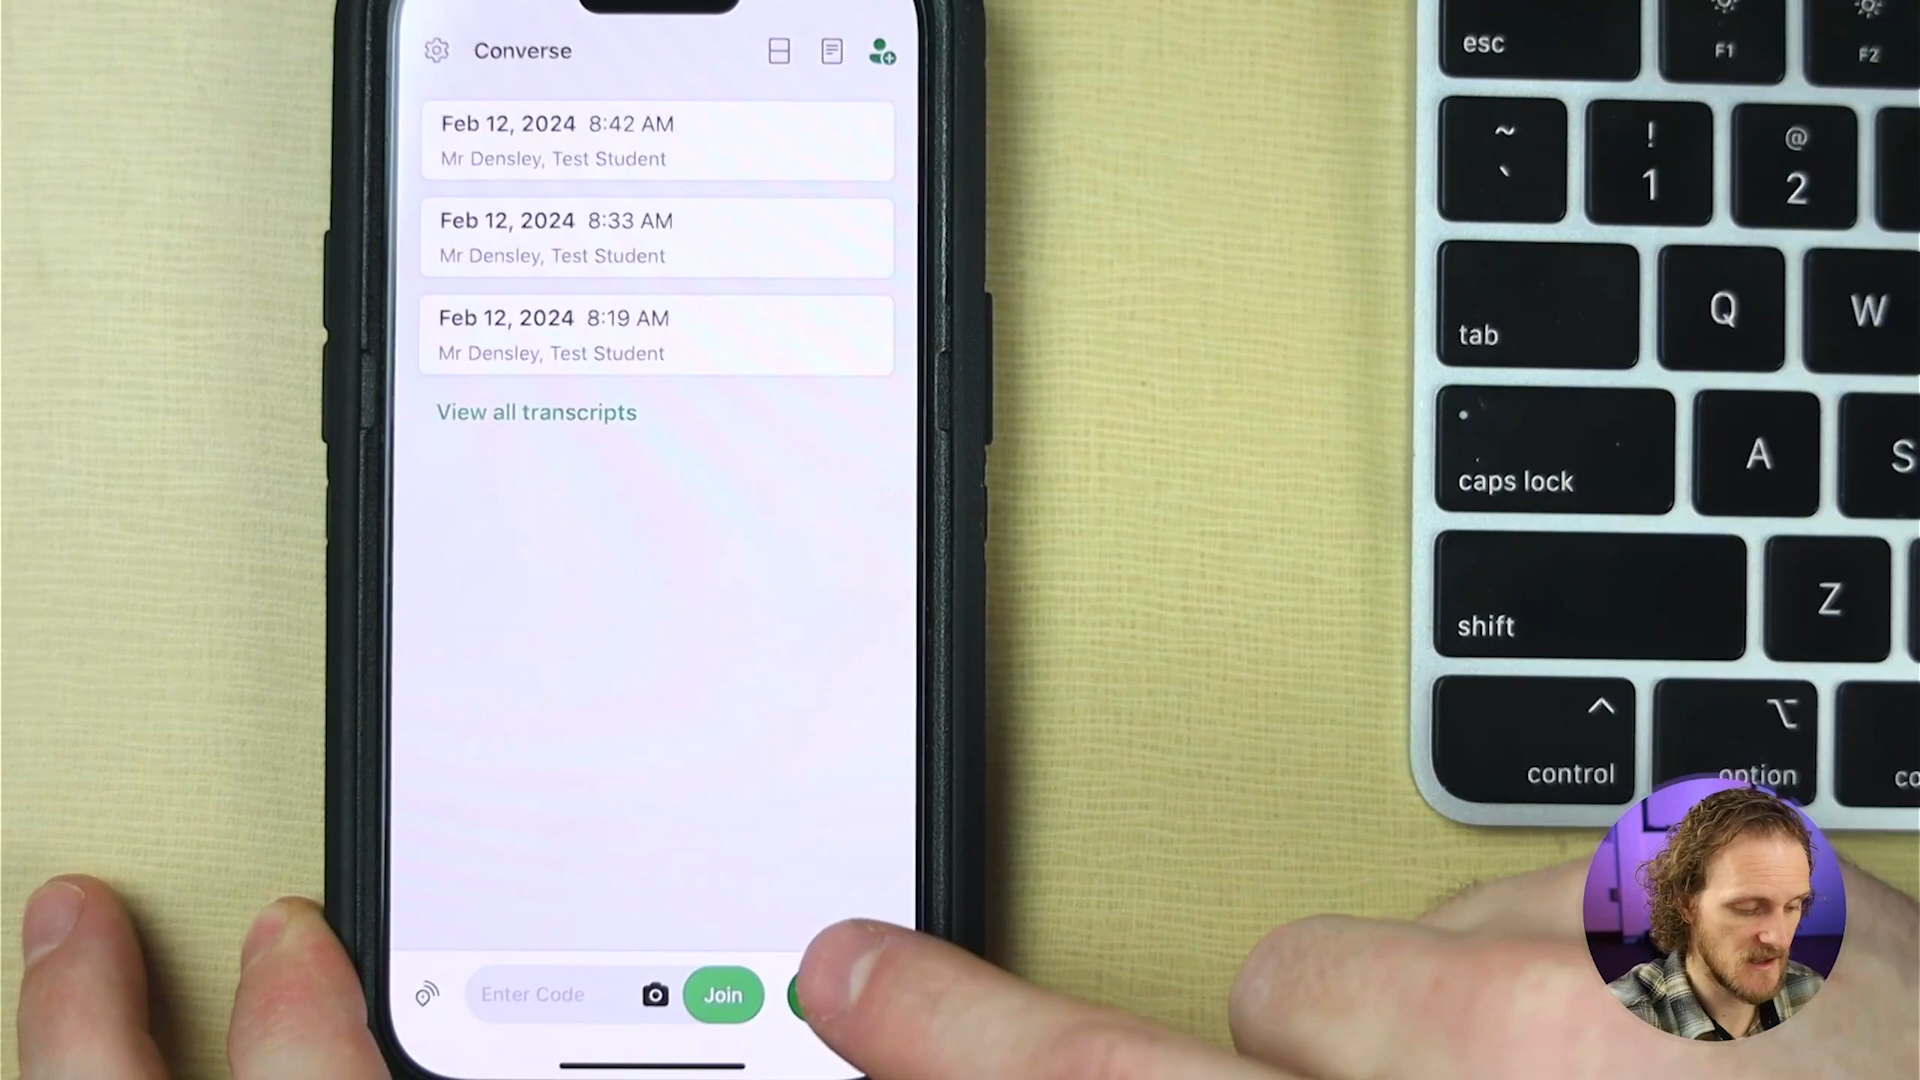 Converse
Feb 12, 2024 8:42 AM
Mr Densley, Test Student
Feb 12, 2024 8:33 AM
Mr Densley, Test Student
Feb 12, 2024 8:19 AM
Mr Densley, Test Student
View all transcripts
Enter Code
Join
esc
F1
F2
~
`
!
1
@
2
tab
Q
W
caps lock
A
S
shift
Z
control
option
co